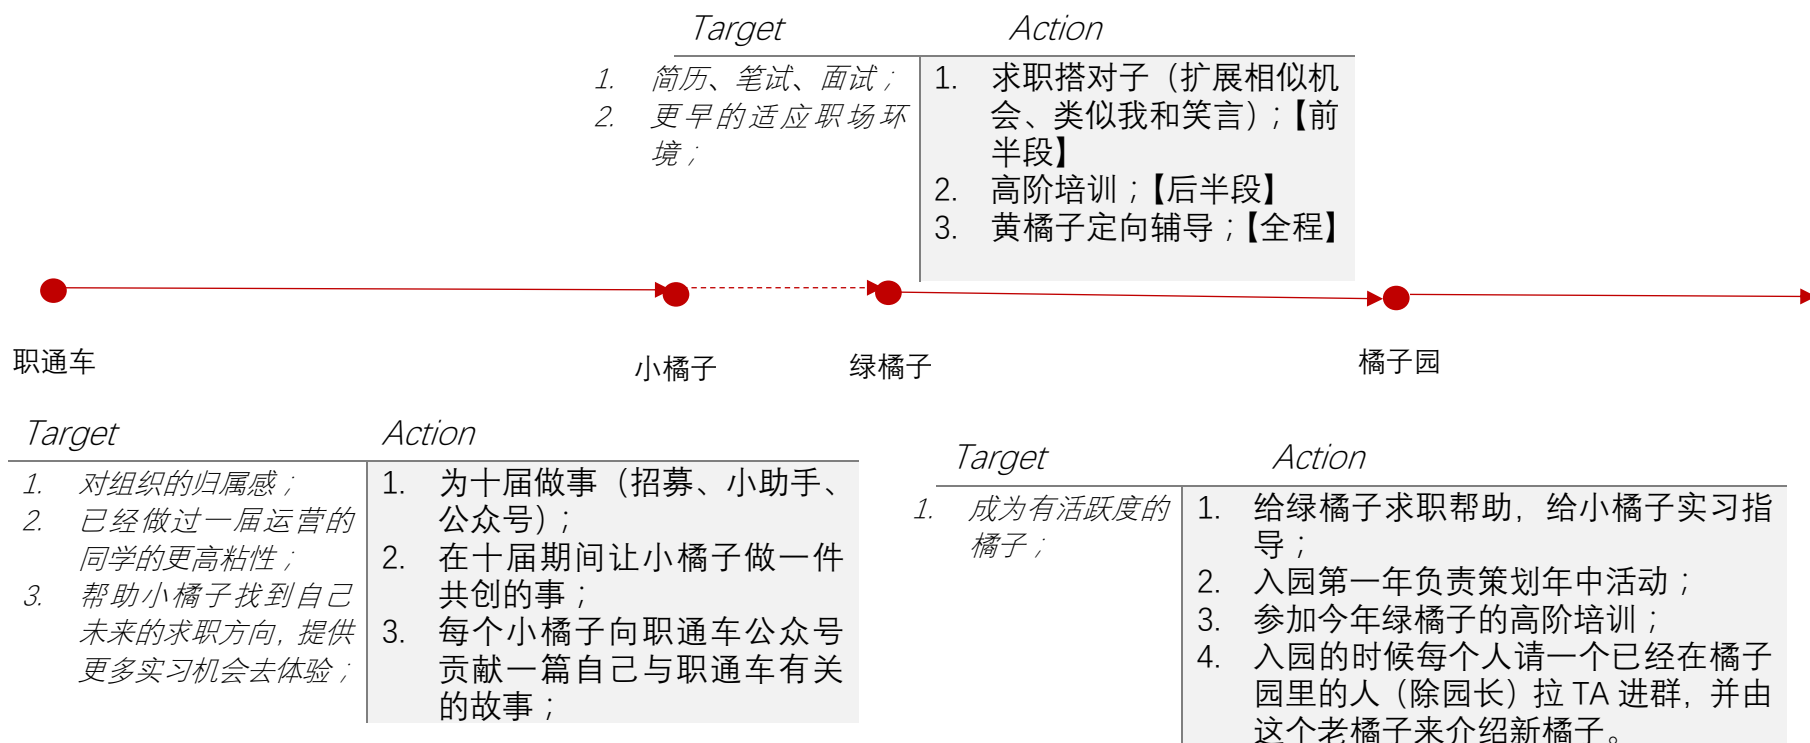 Target Action
1. 简历、笔试、面试；
2. 更早的适应职场环
境；
1. 求职搭对子（扩展相似机
会、类似我和笑言）；【前
半段】
2. 高阶培训；【后半段】
3. 黄橘子定向辅导；【全程】
职通车
小橘子
绿橘子
橘子园
Target Action
1. 对组织的归属感；
2. 已经做过一届运营的
同学的更高粘性；
3. 帮助小橘子找到自己
未来的求职方向，提供
更多实习机会去体验；
1. 为十届做事（招募、小助手、
公众号）；
2. 在十届期间让小橘子做一件
共创的事；
3. 每个小橘子向职通车公众号
贡献一篇自己与职通车有关
的故事；
Target Action
1. 成为有活跃度的
橘子；
1. 给绿橘子求职帮助，给小橘子实习指
导；
2. 入园第一年负责策划年中活动；
3. 参加今年绿橘子的高阶培训；
4. 入园的时候每个人请一个已经在橘子
园里的人（除园长）拉 TA 进群，并由
这个老橘子来介绍新橘子。